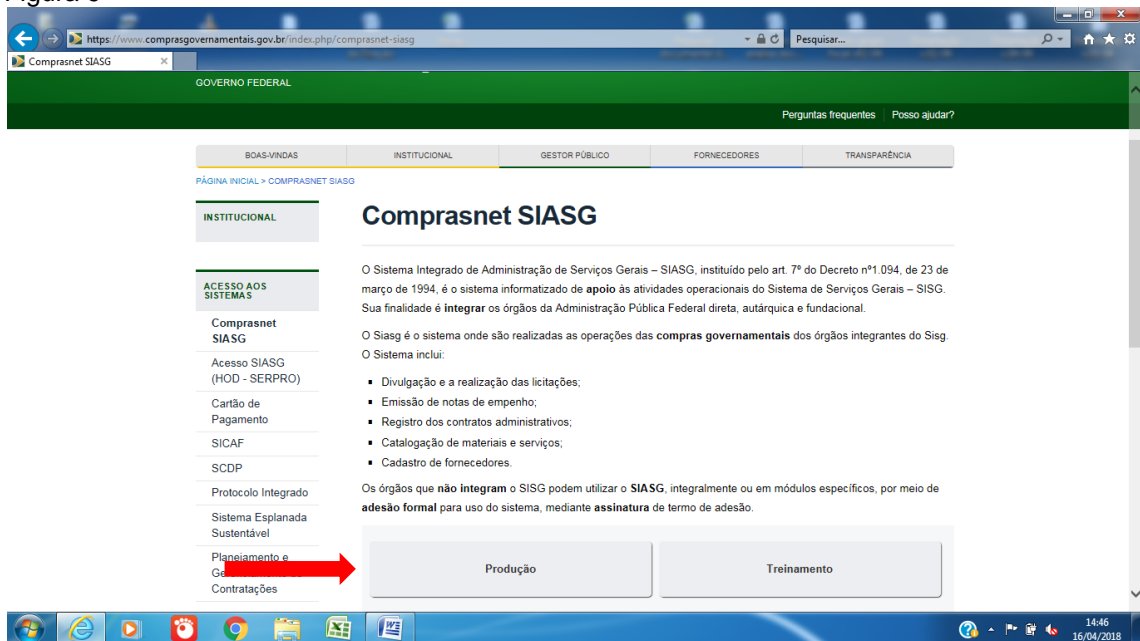 https://www.comprasgovernamentais.gov.br/index.php/comprasnet-siasg
Pesquisar...
Comprasnet SIASG
GOVERNO FEDERAL
Perguntas frequentes
Posso ajudar?
BOAS-VINDAS
INSTITUCIONAL
GESTOR PÚBLICO
FORNECEDORES
TRANSPARÊNCIA
PÁGINA INICIAL > COMPRASNET SIASG
INSTITUCIONAL
ACESSO AOS
SISTEMAS
Comprasnet
SIASG
Acesso SIASG
(HOD - SERPRO)
Cartão de
Pagamento
SICAF
SCDP
Protocolo Integrado
Sistema Esplanada
Sustentável
Planejamento e
Contratações
Comprasnet SIASG
O Sistema Integrado de Administração de Serviços Gerais – SIASG, instituído pelo art. 7º do Decreto nº1.094, de 23 de
março de 1994, é o sistema informatizado de apoio às atividades operacionais do Sistema de Serviços Gerais – SISG.
Sua finalidade é integrar os órgãos da Administração Pública Federal direta, autárquica e fundacional.
O Siasg é o sistema onde são realizadas as operações das compras governamentais dos órgãos integrantes do Sisg.
O Sistema inclui:
Divulgação e a realização das licitações;
Emissão de notas de empenho;
Registro dos contratos administrativos;
Catalogação de materiais e serviços;
Cadastro de fornecedores.
Os órgãos que não integram o SISG podem utilizar o SIASG, integralmente ou em módulos específicos, por meio de
adesão formal para uso do sistema, mediante assinatura de termo de adesão.
Produção
Treinamento
14:46
16/04/2018